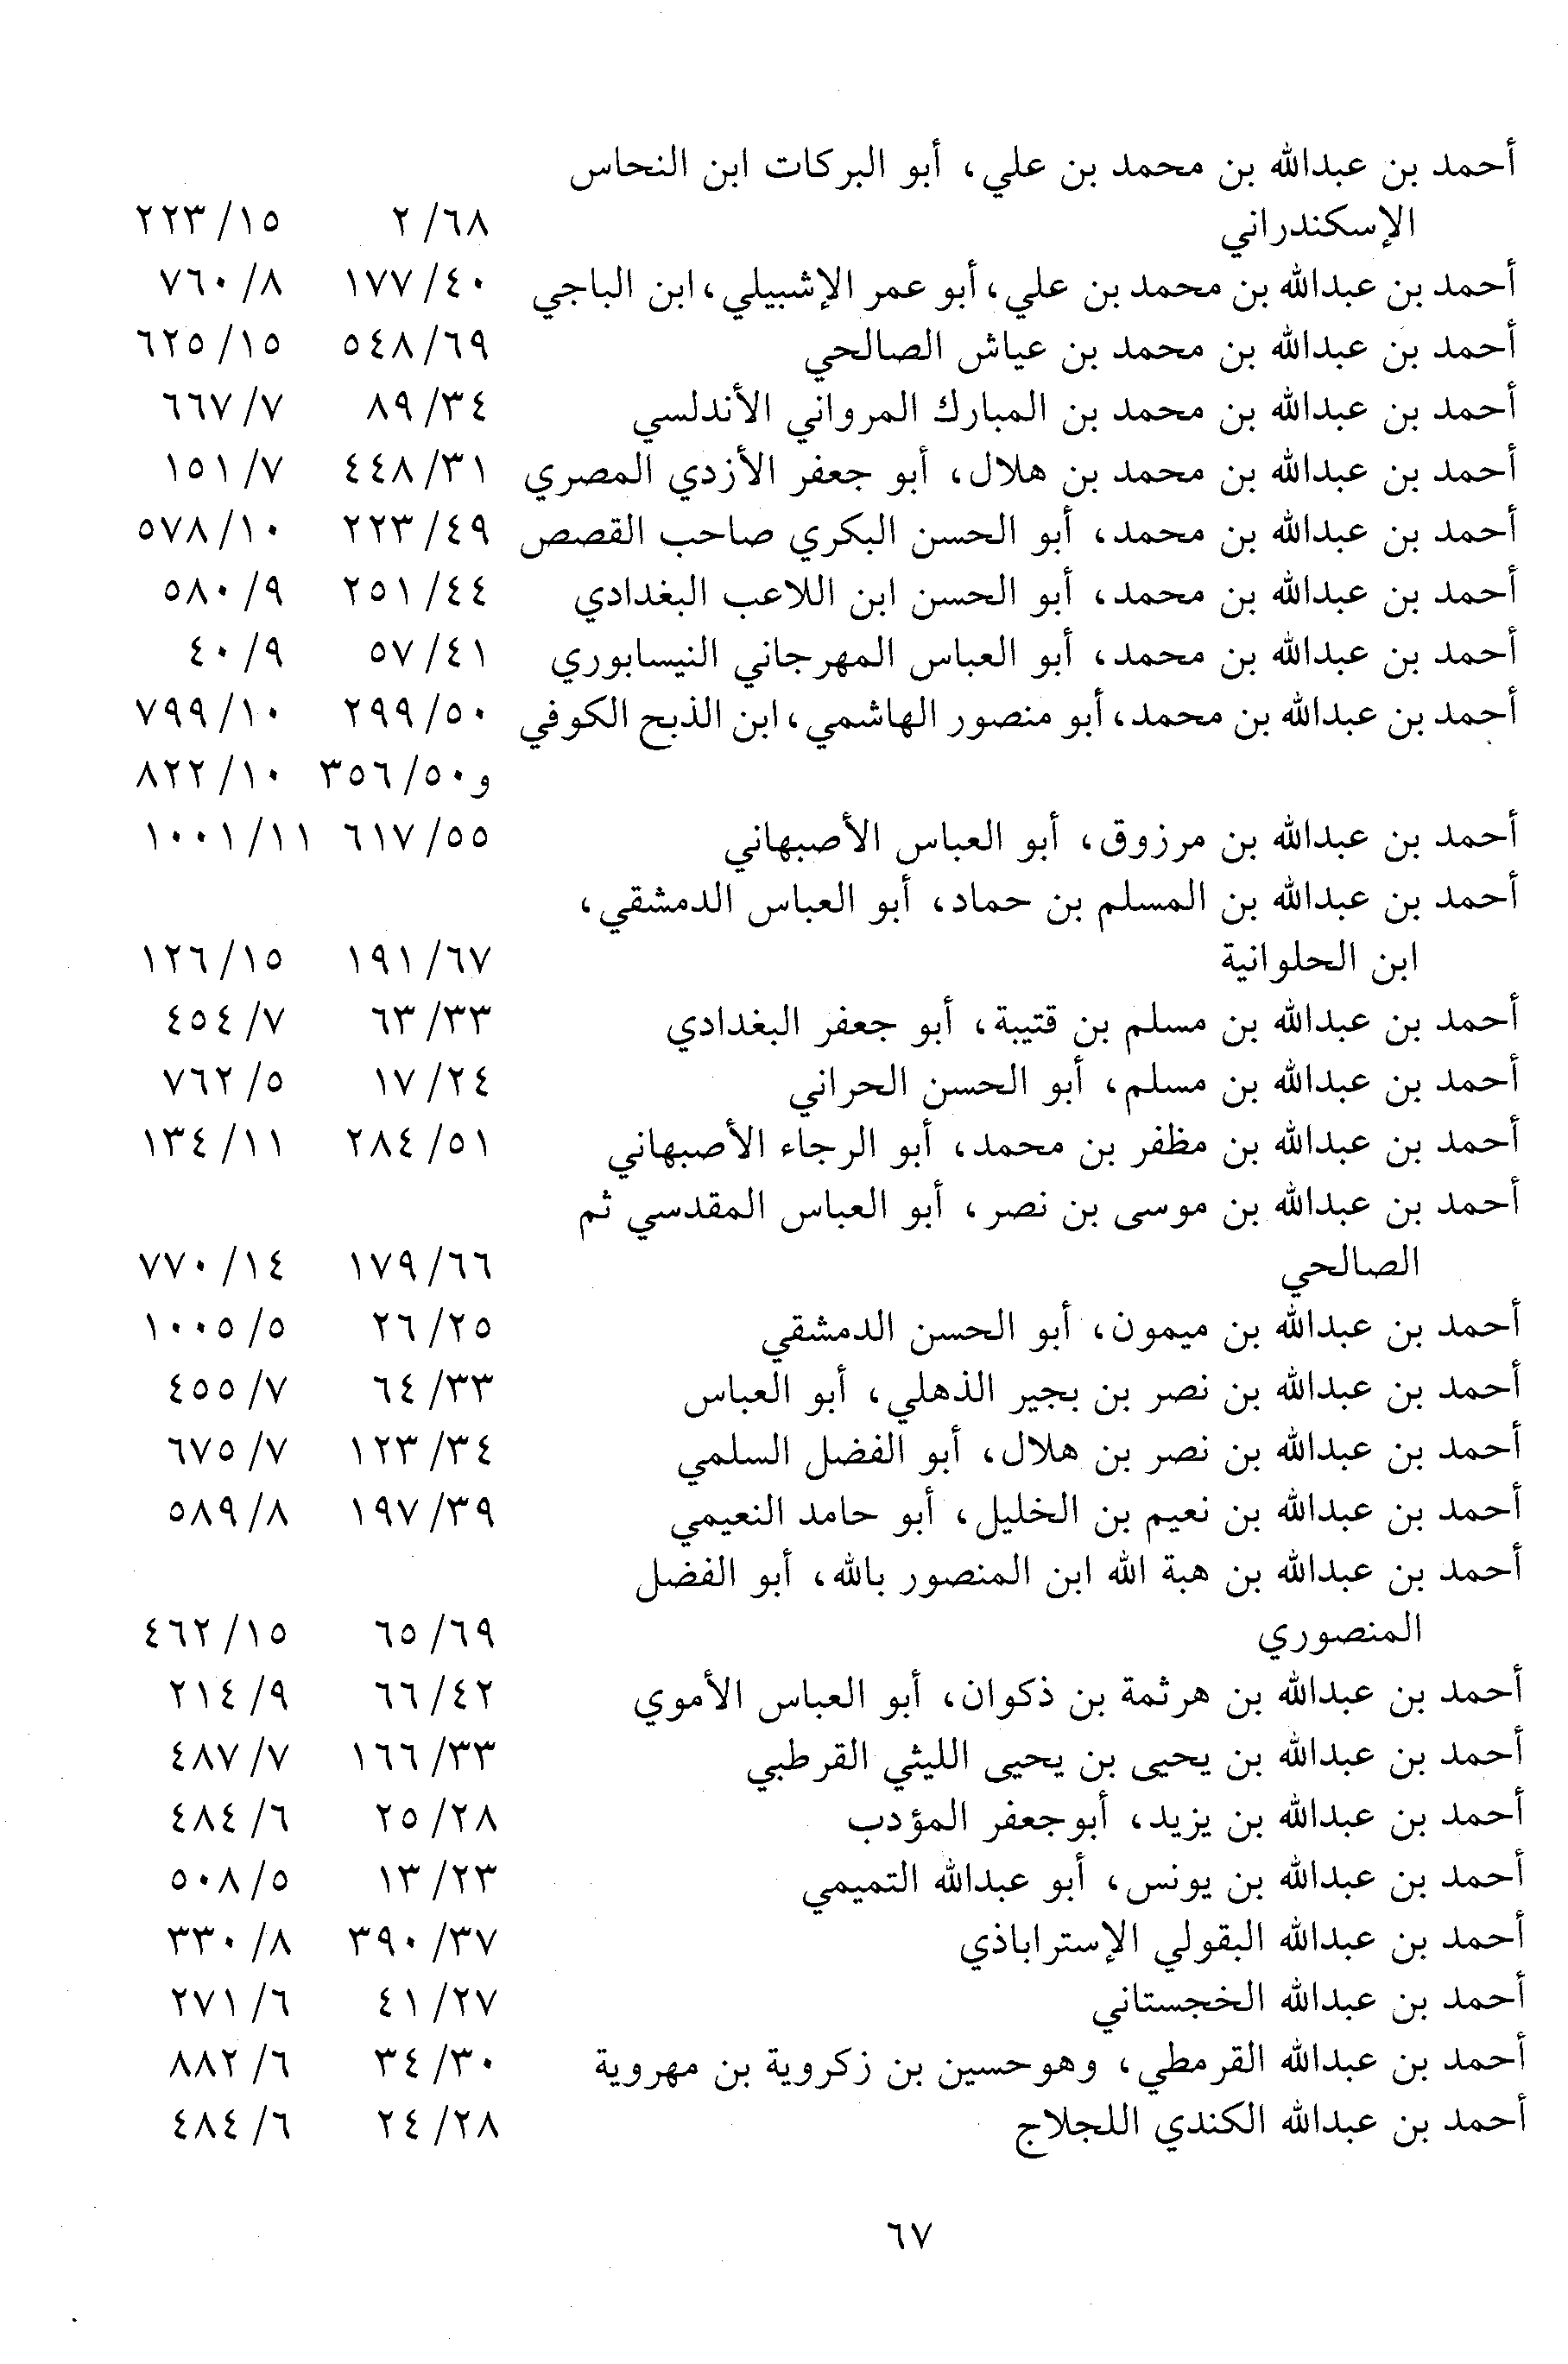 أحمد بن عبدالله بن محمد بن علي، أبو البركات ابن النحاس
الإسكندراني ٦٨/ ٢ ١٥/ ٢٢٣
أحمد بن عبدالله بن محمد بن علي، أبو عمر الإشبيلي، ابن الباجي ٤٠/ ١٧٧ ٨/ ٧٦٠
أحمد بن عبدالله بن محمد بن عياش الصالحي ٦٩/ ٥٤٨ ١٥/ ٦٢٥
أحمد بن عبدالله بن محمد بن المبارك المرواني الأندلسي ٣٤/ ٨٩ ٧/ ٦٦٧
أحمد بن عبدالله بن محمد بن هلال، أبو جعفر الأزدي المصري ٣١/ ٤٤٨ ٧/ ١٥١
أحمد بن عبدالله بن محمد، أبو الحسن البكري صاحب القصص ٤٩/ ٢٢٣ ١٠/ ٥٧٨
أحمد بن عبدالله بن محمد، أبو الحسن ابن اللاعب البغدادي ٤٤/ ٢٥١ ٩/ ٥٨٠
أحمد بن عبدالله بن محمد، أبو العباس المهرجاني النيسابوري ٤١/ ٥٧ ٩/ ٤٠
أحمد بن عبدالله بن محمد، أبو منصور الهاشمي، ابن الذبح الكوفي ٥٠/ ٢٩٩ ١٠/ ٧٩٩
و٥٠/ ٣٥٦ ١٠/ ٨٢٢
أحمد بن عبدالله بن مرزوق، أبو العباس الأصبهاني ٥٥/ ٦١٧ ١١/ ١٠٠١
أحمد بن عبدالله بن المسلم بن حماد، أبو العباس الدمشقي،
ابن الحلوانية ٦٧/ ١٩١ ١٥/ ١٢٦
أحمد بن عبدالله بن مسلم بن قتيبة، أبو جعفر البغدادي ٣٣/ ٦٣ ٧/ ٤٥٤
أحمد بن عبدالله بن مسلم، أبو الحسن الحراني ٢٤/ ١٧ ٥/ ٧٦٢
أحمد بن عبدالله بن مظفر بن محمد، أبو الرجاء الأصبهاني ٥١/ ٢٨٤ ١١/ ١٣٤
أحمد بن عبدالله بن موسى بن نصر، أبو العباس المقدسي ثم
الصالحي ٦٦/ ١٧٩ ١٤/ ٧٧٠
أحمد بن عبدالله بن ميمون، أبو الحسن الدمشقي ٢٥/ ٢٦ ٥/ ١٠٠٥
أحمد بن عبدالله بن نصر بن بجير الذهلي، أبو العباس ٣٣/ ٦٤ ٧/ ٤٥٥
أحمد بن عبدالله بن نصر بن هلال، أبو الفضل السلمي ٣٤/ ١٢٣ ٧/ ٦٧٥
أحمد بن عبدالله بن نعيم بن الخليل، أبو حامد النعيمي ٣٩/ ١٩٧ ٨/ ٥٨٩
أحمد بن عبدالله بن هبة الله ابن المنصور بالله، أبو الفضل
المنصوري ٦٩/ ٦٥ ١٥/ ٤٦٢
أحمد بن عبدالله بن هرثمة بن ذكوان، أبو العباس الأموي ٤٢/ ٦٦ ٩/ ٢١٤
أحمد بن عبدالله بن يحيى بن يحيى الليثي القرطبي ٣٣/ ١٦٦ ٧/ ٤٨٧
أحمد بن عبدالله بن يزيد، أبوجعفر المؤدب ٢٨/ ٢٥ ٦/ ٤٨٤
أحمد بن عبدالله بن يونس، أبو عبدالله التميمي ٢٣/ ١٣ ٥/ ٥٠٨
أحمد بن عبدالله البقولي الإستراباذي ٣٧/ ٣٩٠ ٨/ ٣٣٠
أحمد بن عبدالله الخجستاني ٢٧/ ٤١ ٦/ ٢٧١
أحمد بن عبدالله القرمطي، وهوحسين بن زكروية بن مهروية ٣٠/ ٣٤ ٦/ ٨٨٢
أحمد بن عبدالله الكندي اللجلاج ٢٨/ ٢٤ ٦/ ٤٨٤
٦٧